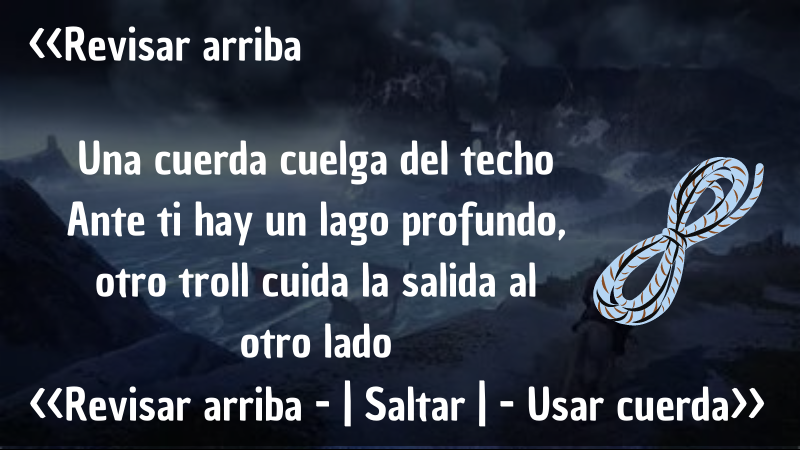 <<Revisar arriba
Una cuerda cuelga del techo
Ante ti hay un lago profundo,
otro troll cuida la salida al
otro lado
<<Revisar arriba - | Saltar | - Usar cuerda>>